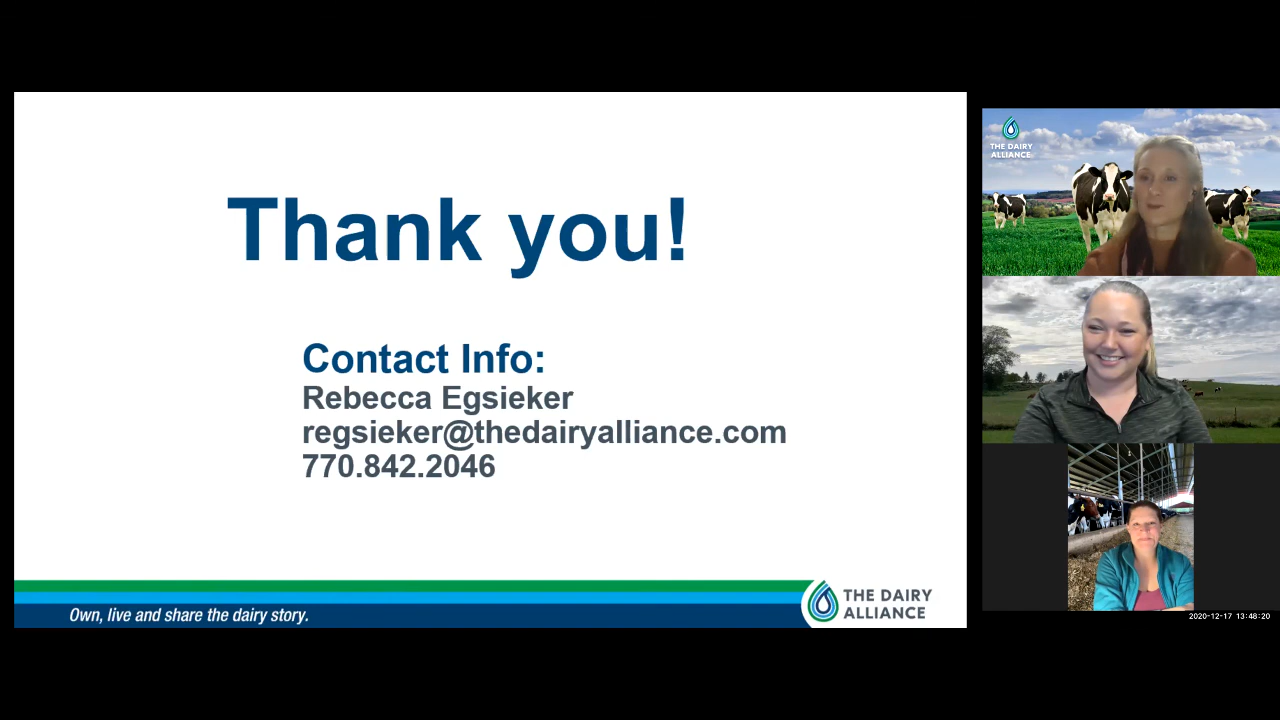 Thank you!
Contact Info:
Rebecca Egsieker
regsieker@thedairyalliance.com
770.842.2046
Own, live and share the dairy story.
THE DAIRY
ALLIANCE
THE DAIRY
ALLIANCE
2020-12-17 13:48:20